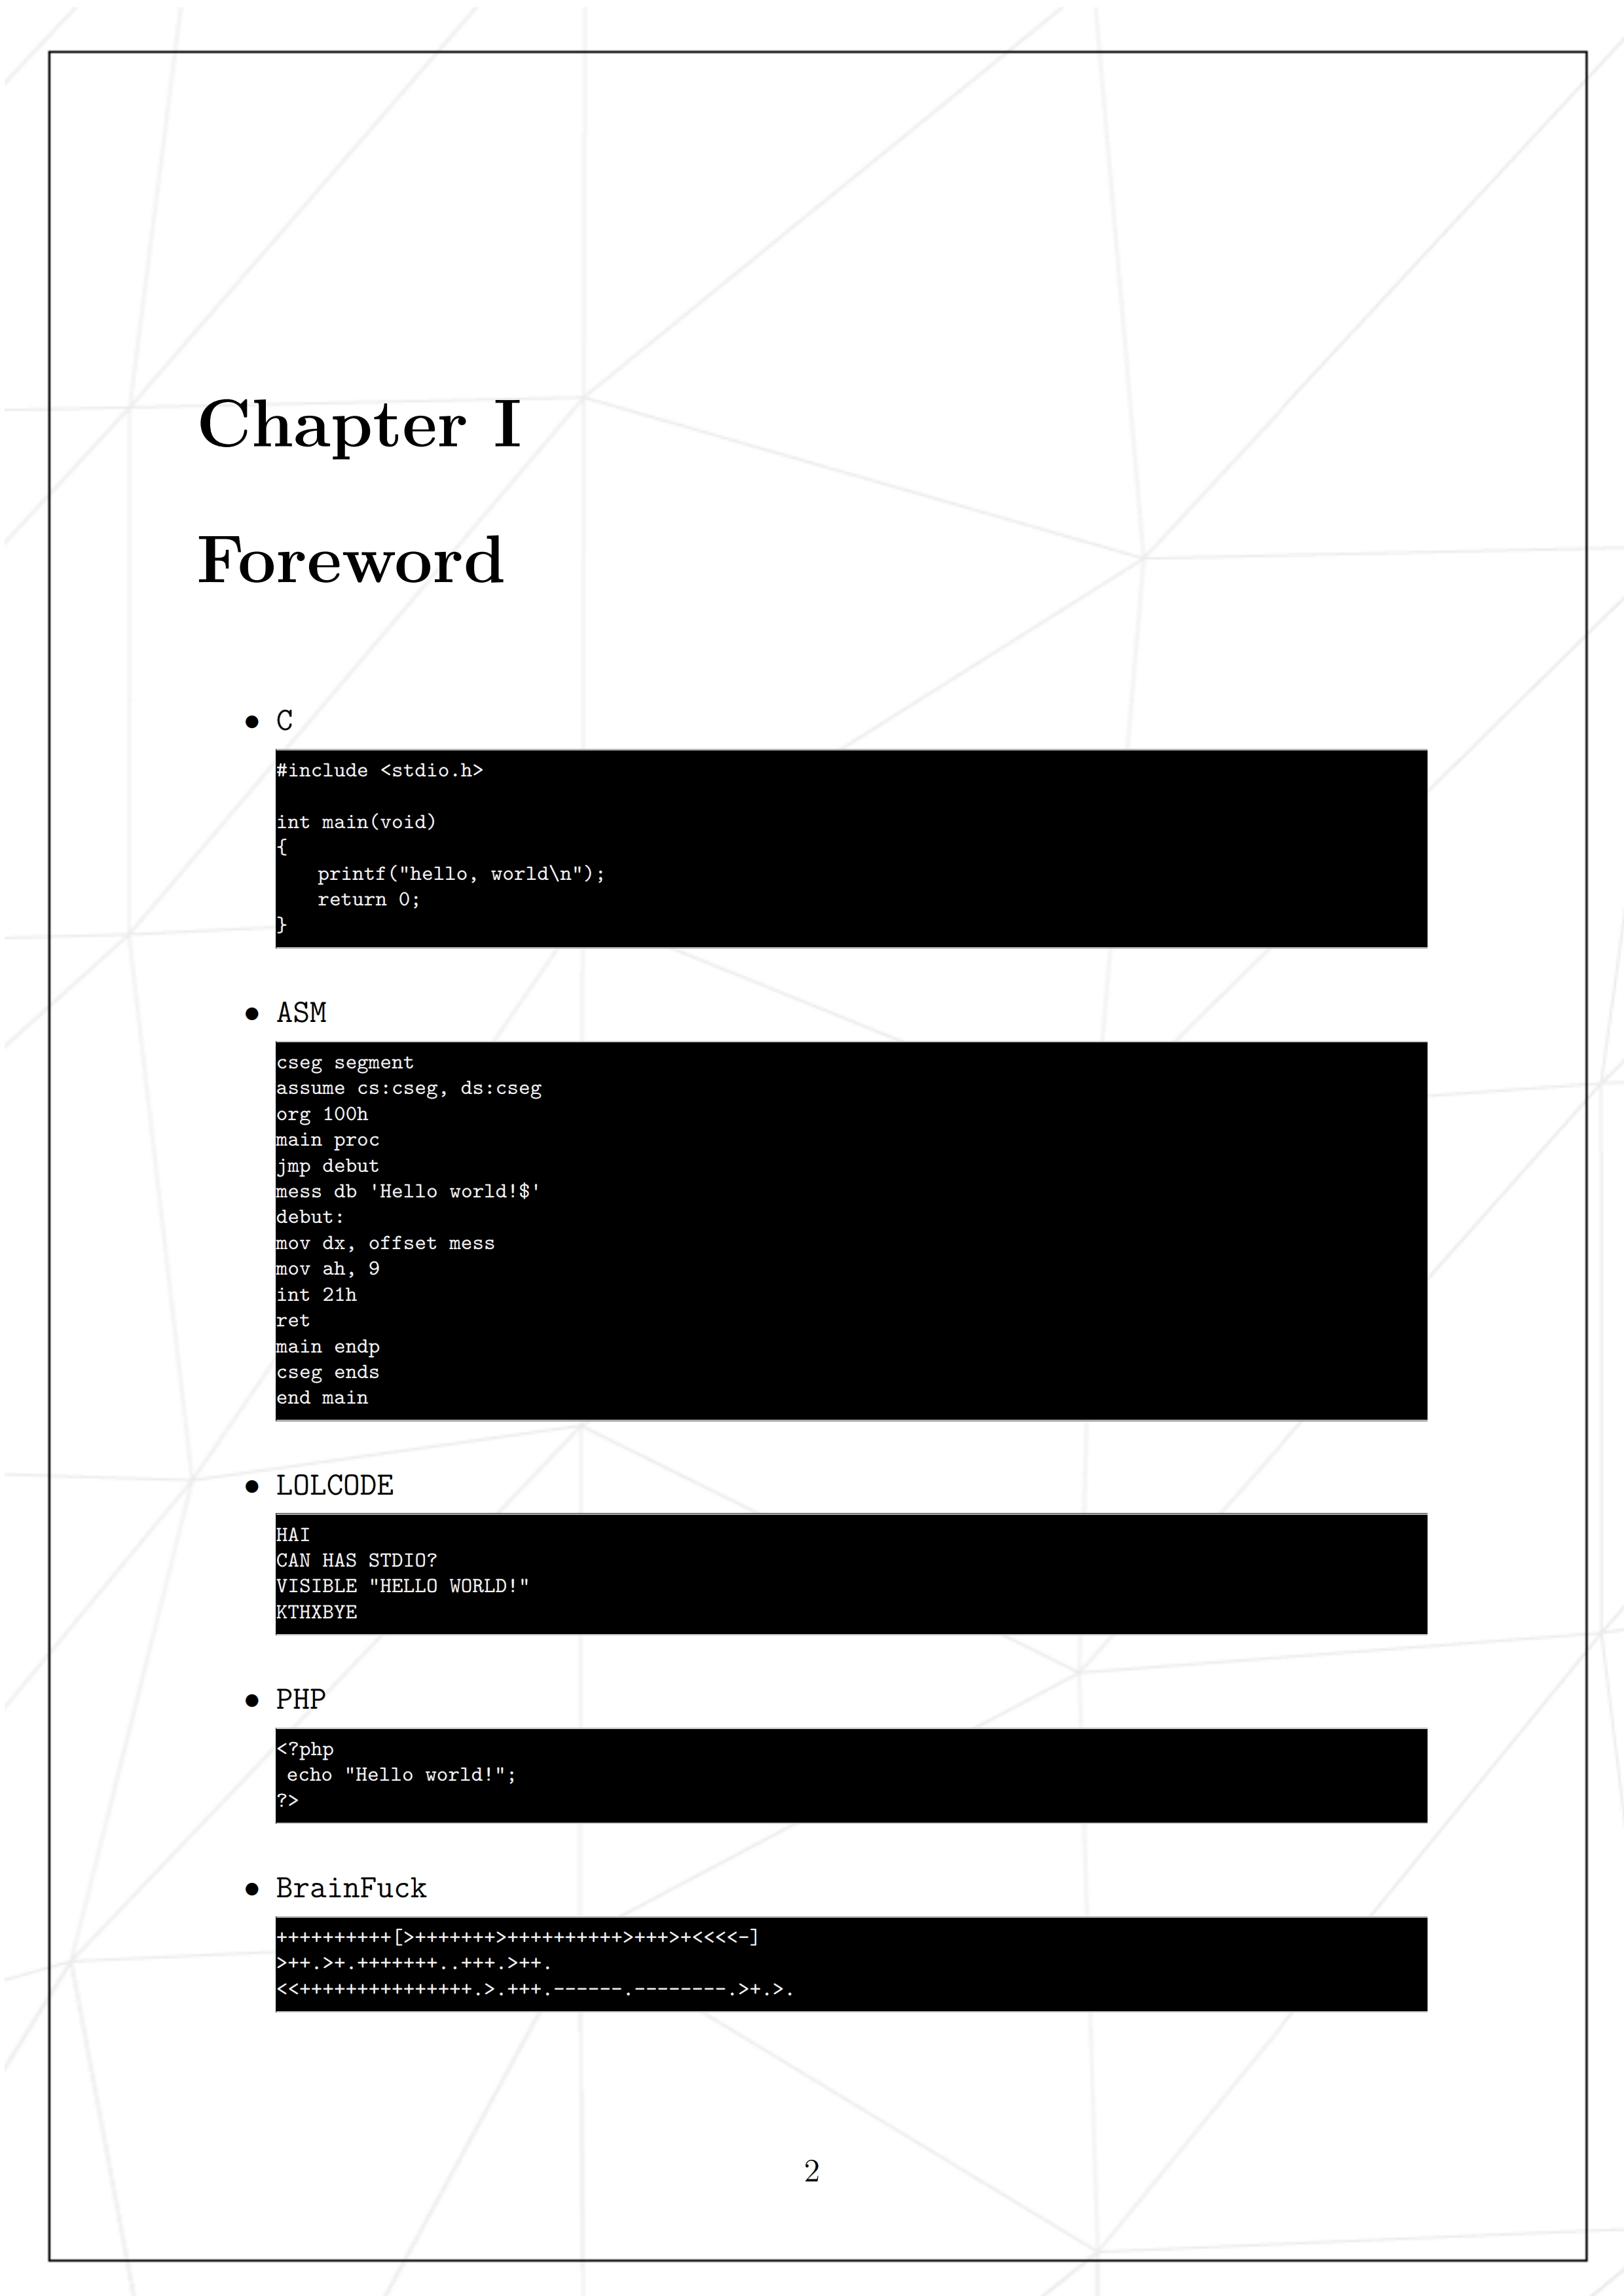 Chapter I
Foreword
• C
#include <stdio.h>
int main(void)
{
    printf("hello, world\n");
    return 0;
}
• ASM
cseg segment
assume cs:cseg, ds:cseg
org 100h
main proc
jmp debut
mess db 'Hello world!$'
debut:
mov dx, offset mess
mov ah, 9
int 21h
ret
main endp
cseg ends
end main
• LOLCODE
HAI
CAN HAS STDIO?
VISIBLE "HELLO WORLD!"
KTHXBYE
• PHP
<?php
 echo "Hello world!";
?>
• BrainFuck
++++++++++[>+++++++>++++++++++>+++>+<<<<-]
>++.>+.+++++++..+++.>++.
<<+++++++++++++++.>.+++.------.--------.>+.>.
2